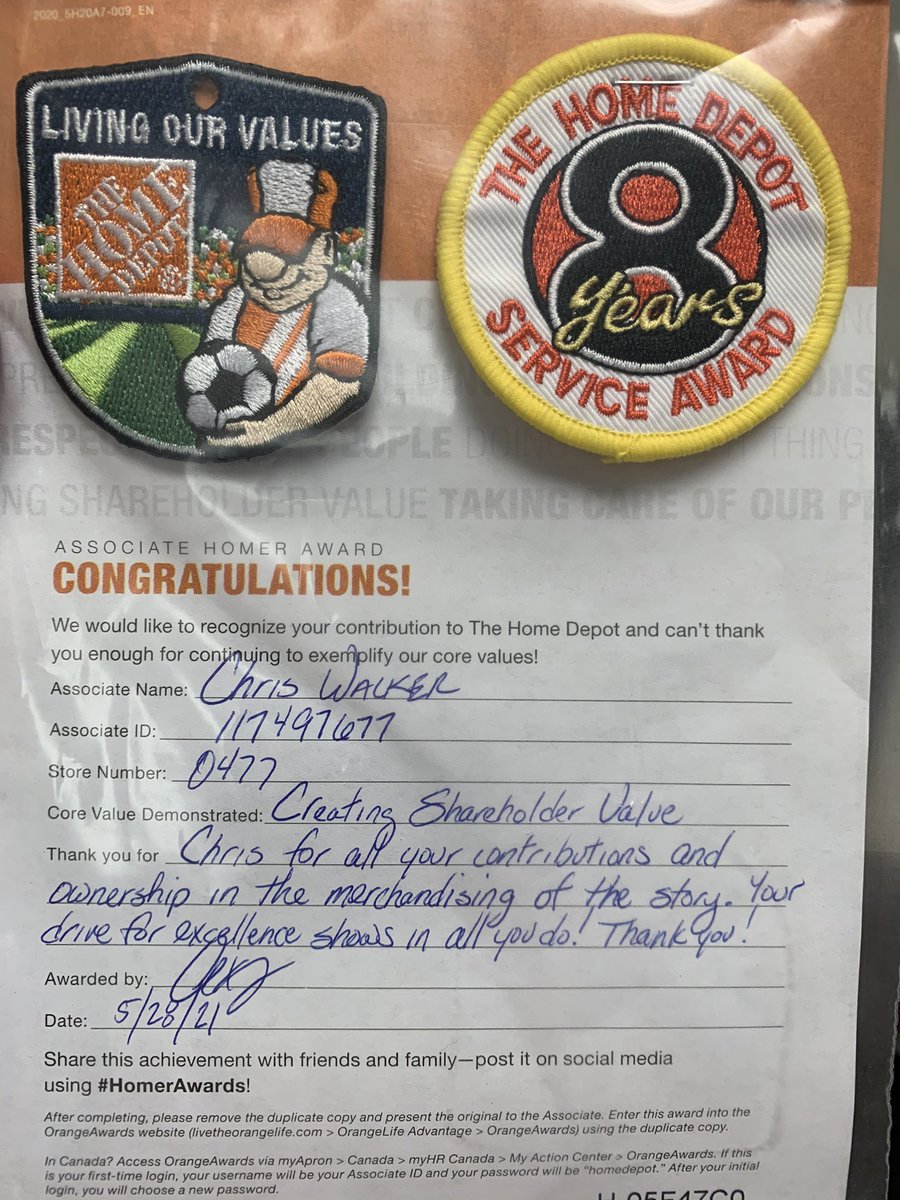 2020_5H20A7-009_EN
LIVING OUR VALUES
THE
HOME
DEPOT
THE HOME DEPOT
8
years
SERVICE AWARD
RESPE PEOPLE DOING THING
NG SHAREHOLDER VALUE TAKING CARE OF OUR PE
ASSOCIATE HOMER AWARD
CONGRATULATIONS!
We would like to recognize your contribution to The Home Depot and can't thank
you enough for continuing to exemplify our core values!
Associate Name: Chris WALKER
Associate ID: 117497677
Store Number: 0477
Core Value Demonstrated: Creating Shareholder Value
Thank you for Chris for all your contributions and
ownership in the merchandising of the story. Your
drive for excellence shows in all you do! Thank you!
Awarded by:
Date: 5/28/21
Share this achievement with friends and family—post it on social media
using #HomerAwards!
After completing, please remove the duplicate copy and present the original to the Associate. Enter this award into the
OrangeAwards website (livetheorangelife.com > OrangeLife Advantage > OrangeAwards) using the duplicate copy.
In Canada? Access OrangeAwards via myApron > Canada > myHR Canada > My Action Center > OrangeAwards. If this
is your first-time login, your username will be your Associate ID and your password will be "homedepot." After your initial
login, you will choose a new password.